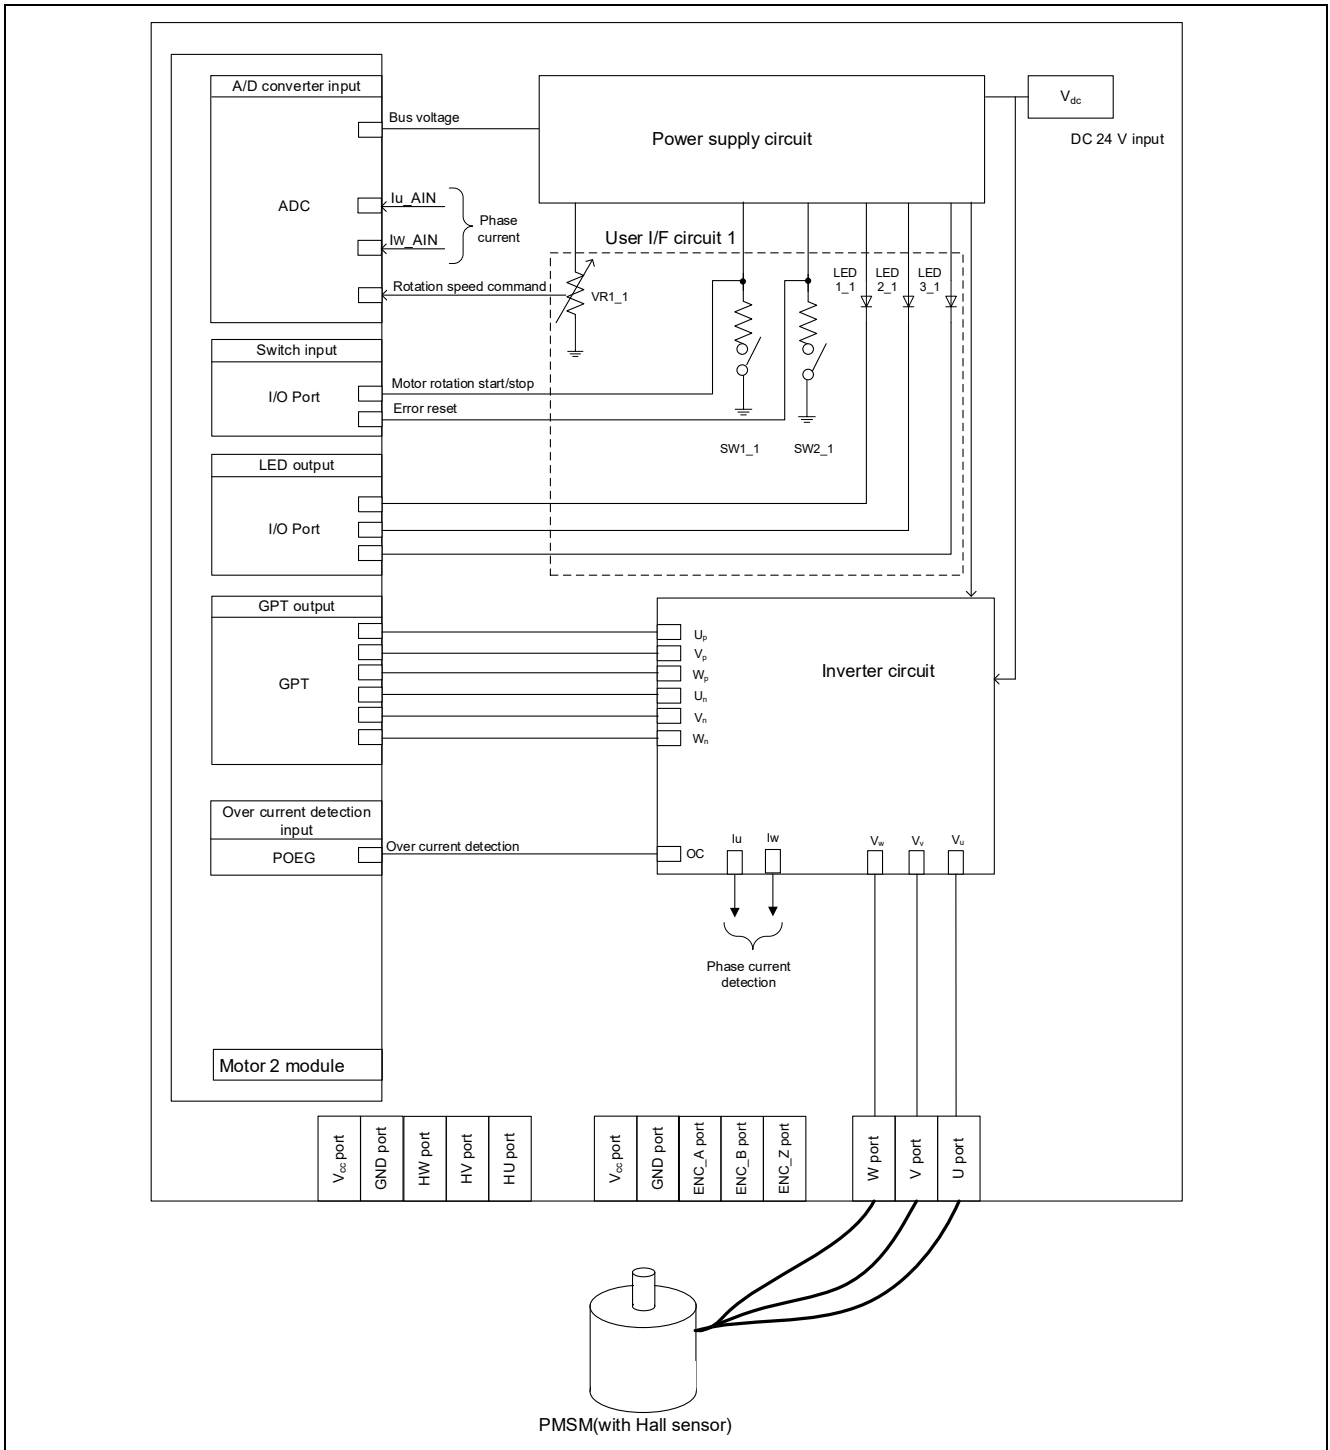 A/D converter input
Bus voltage
ADC
Iu_AIN
Iw_AIN
Phase
current
Rotation speed command
Power supply circuit
Vdc
DC 24 V input
User I/F circuit 1
VR1_1
LED
1_1
LED
2_1
LED
3_1
Switch input
I/O Port
Motor rotation start/stop
Error reset
SW1_1
SW2_1
LED output
I/O Port
GPT output
GPT
Up
Vp
Wp
Un
Vn
Wn
Inverter circuit
Over current detection
input
POEG
Over current detection
OC
Iu
Iw
Vw
Vv
Vu
Phase current
detection
Motor 2 module
Vcc port
GND port
HW port
HV port
HU port
Vcc port
GND port
ENC_A port
ENC_B port
ENC_Z port
W port
V port
U port
PMSM(with Hall sensor)